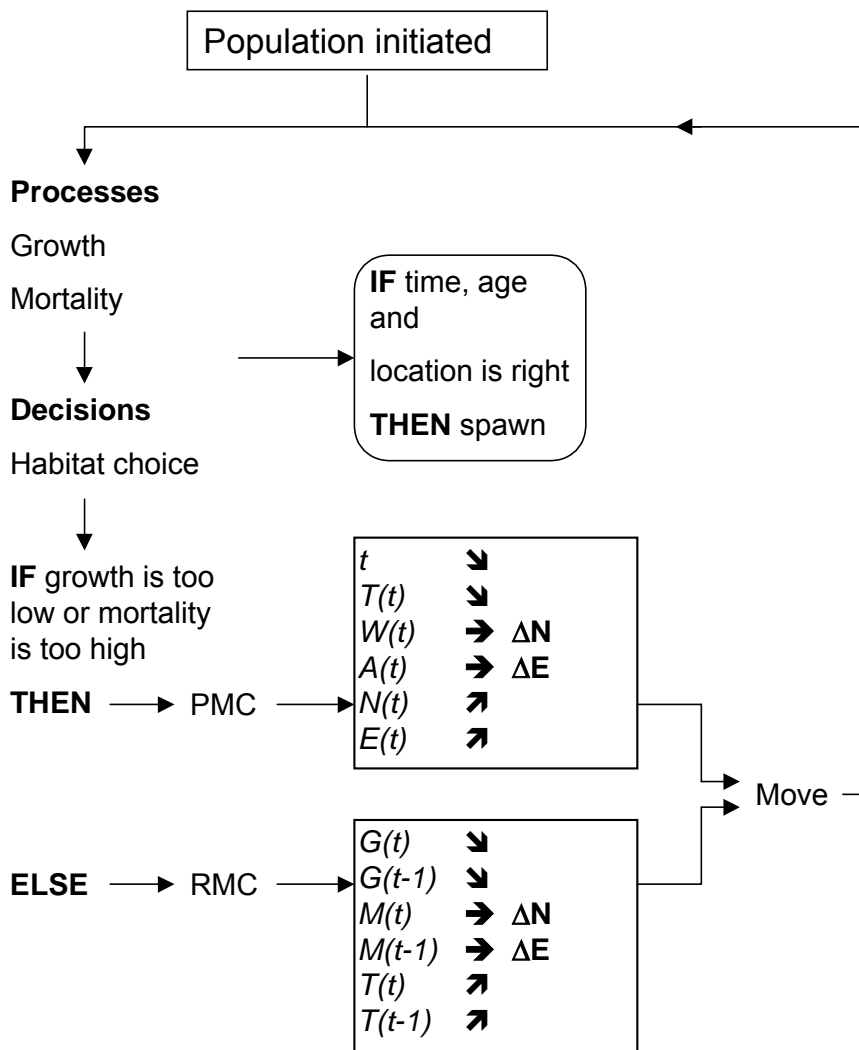 Population initiated
Processes
Growth
Mortality
IF time, age
and
location is right
THEN spawn
Decisions
Habitat choice
IF growth is too
low or mortality
is too high
THEN
PMC
t ➘
T(t) ➘
W(t) ➔ ΔN
A(t) ➔ ΔE
N(t) ➚
E(t) ➚
Move
ELSE
RMC
G(t) ➘
G(t-1) ➘
M(t) ➔ ΔN
M(t-1) ➔ ΔE
T(t) ➚
T(t-1) ➚